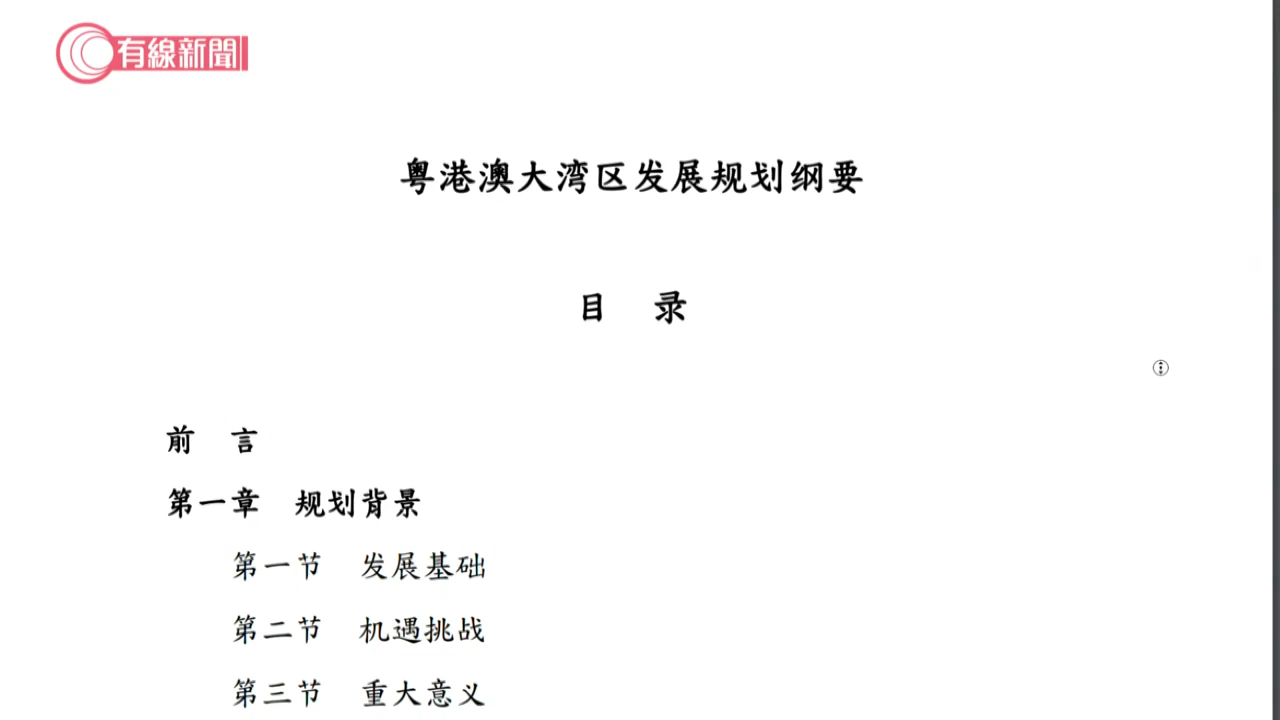 有線新聞
粤港澳大湾区发展规划纲要
目 录
前 言
第一章 规划背景
第一节 发展基础
第二节 机遇挑战
第三节 重大意义